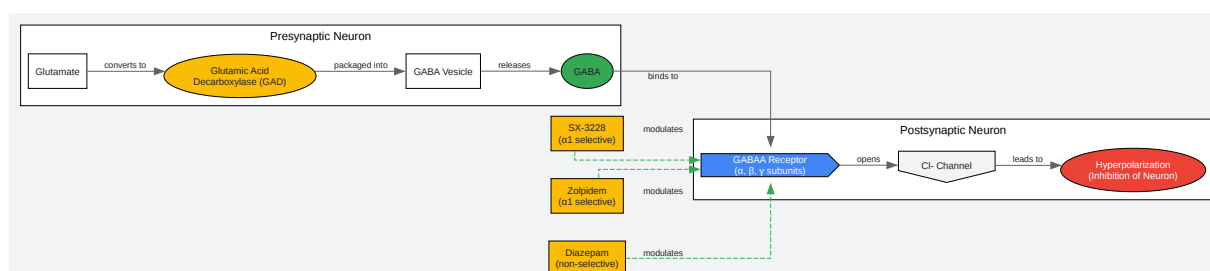 Presynaptic Neuron
Glutamate
converts to
Glutamic Acid
Decarboxylase (GAD)
packaged into
GABA Vesicle
releases
GABA
binds to
SX-3228
(α1 selective)
modulates
Zolpidem
(α1 selective)
modulates
Diazepam
(non-selective)
modulates
Postsynaptic Neuron
GABAA Receptor
(α, β, γ subunits)
opens
Cl- Channel
leads to
Hyperpolarization
(Inhibition of Neuron)